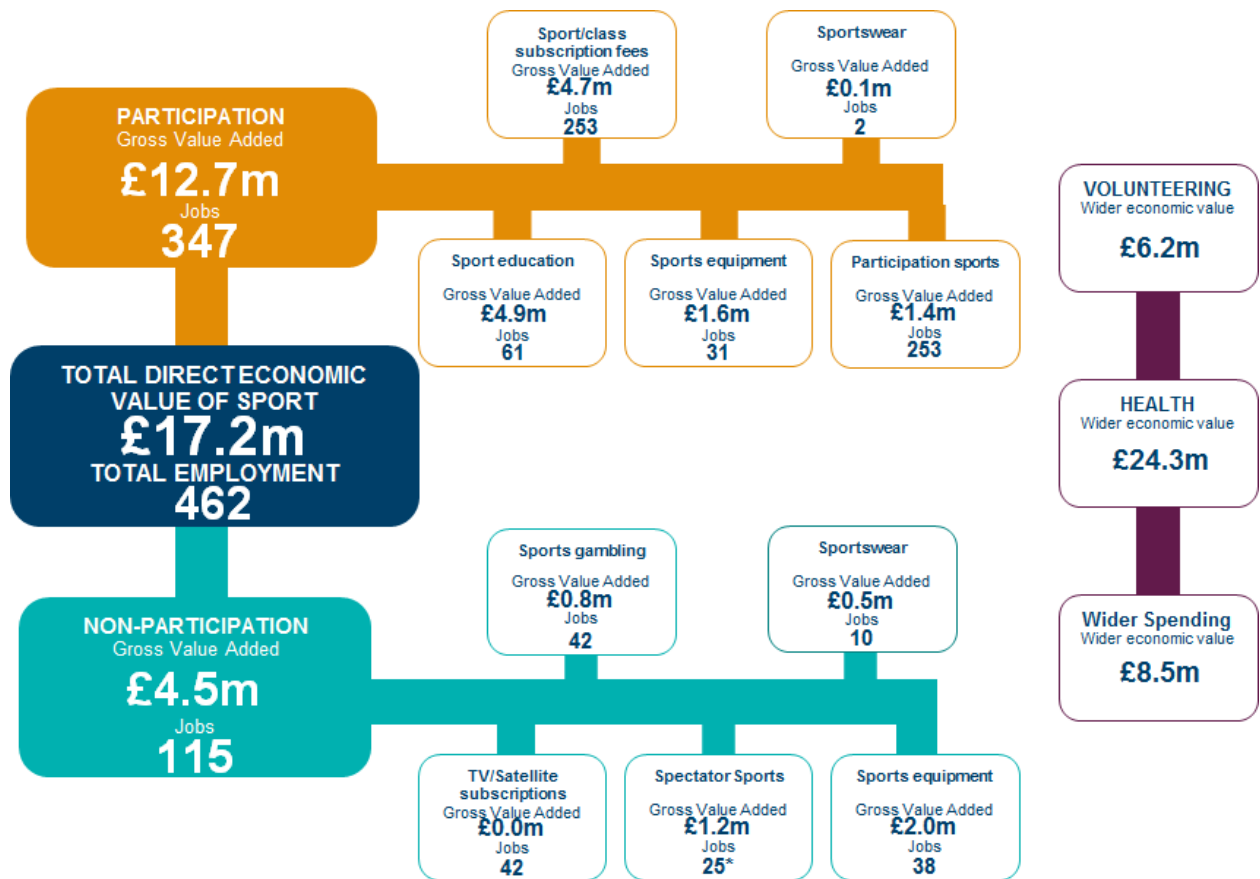 Sport/class
subscription fees
Gross Value Added
£4.7m
Jobs
253
Sportswear
Gross Value Added
£0.1m
Jobs
2
PARTICIPATION
Gross Value Added
£12.7m
Jobs
347
Sport education
Gross Value Added
£4.9m
Jobs
61
Sports equipment
Gross Value Added
£1.6m
Jobs
31
Participation sports
Gross Value Added
£1.4m
Jobs
253
TOTAL DIRECT ECONOMIC
VALUE OF SPORT
£17.2m
TOTAL EMPLOYMENT
462
Sports gambling
Gross Value Added
£0.8m
Jobs
42
Sportswear
Gross Value Added
£0.5m
Jobs
10
NON-PARTICIPATION
Gross Value Added
£4.5m
Jobs
115
TV/Satellite
subscriptions
Gross Value Added
£0.0m
Jobs
42
Spectator Sports
Gross Value Added
£1.2m
Jobs
25*
Sports equipment
Gross Value Added
£2.0m
Jobs
38
VOLUNTEERING
Wider economic value
£6.2m
HEALTH
Wider economic value
£24.3m
Wider Spending
Wider economic value
£8.5m